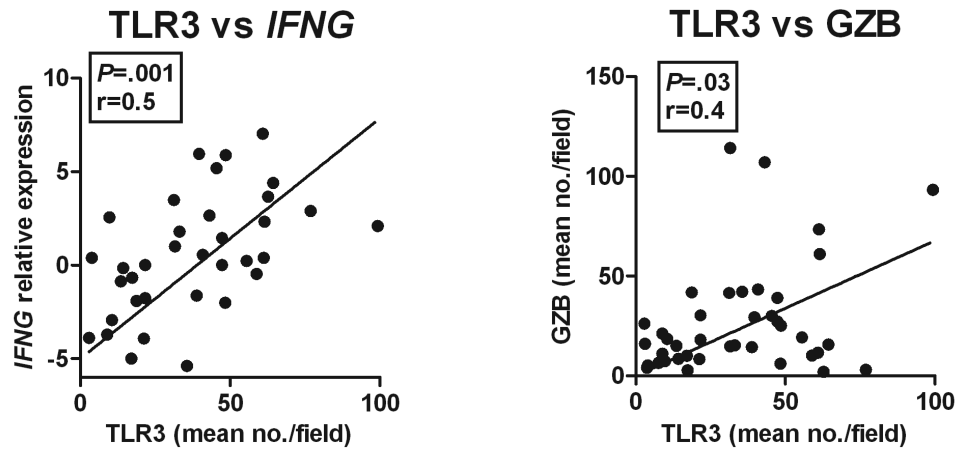 TLR3 vs IFNG
P=.001
r=0.5
10
5
0
-5
IFNG relative expression
0 50 100
TLR3 (mean no./field)
TLR3 vs GZB
P=.03
r=0.4
150
100
50
0
GZB (mean no./field)
0 50 100
TLR3 (mean no./field)